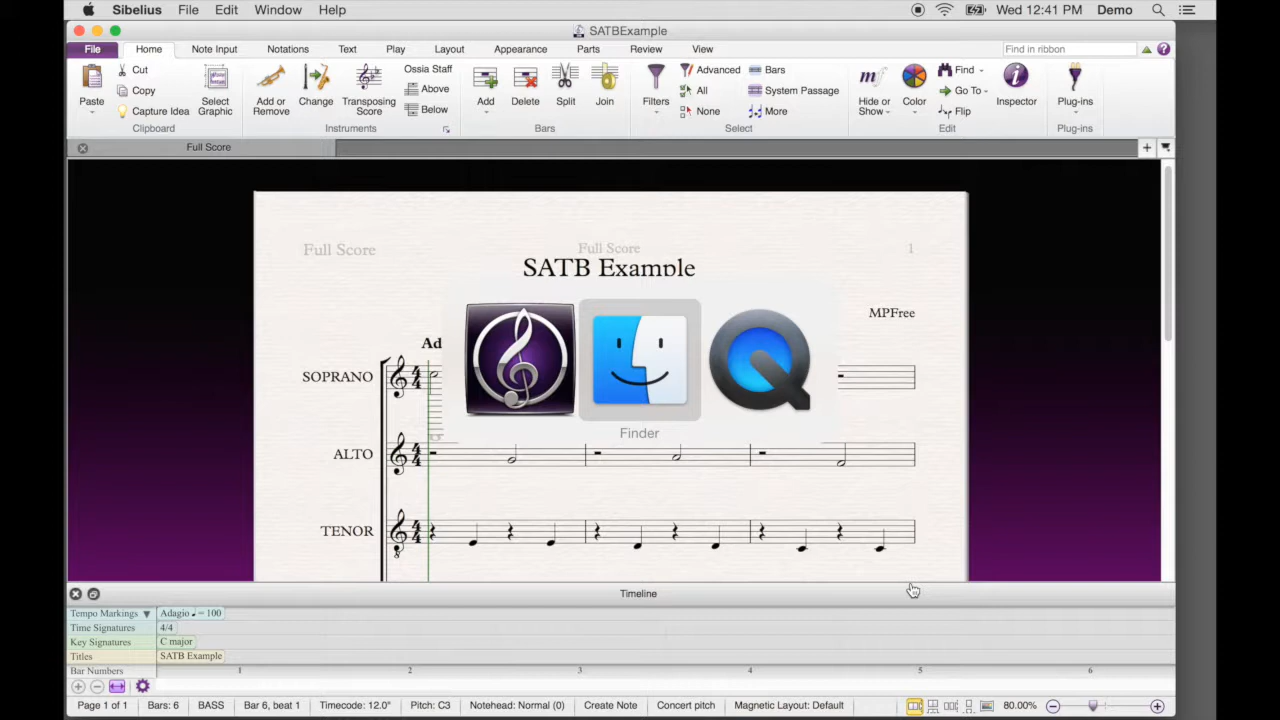 Sibelius File Edit Window Help Wed 12:41 PM Demo
SATBExample
File Home Note Input Notations Text Play Layout Appearance Parts Review View Find in ribbon
Paste Cut Copy Capture Idea Select Graphic
Clipboard
Add or Remove Change Transposing Score Ossia Staff Above Below
Instruments
Add Delete Split Join
Bars
Filters Advanced All None Bars System Passage More
Select
Hide or Show Color Find Go To Flip Inspector
Edit
Plug-ins
Plug-ins
Full Score
Full Score Full Score 1
SATB Example
MPFree
Ad
SOPRANO
Finder
ALTO
TENOR
Timeline
Tempo Markings Adagio ♩ = 100
Time Signatures 4/4
Key Signatures C major
Titles SATB Example
Bar Numbers 1 2 3 4 5 6
Page 1 of 1 Bars: 6 BASS Bar 6, beat 1 Timecode: 12.0" Pitch: C3 Notehead: Normal (0) Create Note Concert pitch Magnetic Layout: Default 80.00%